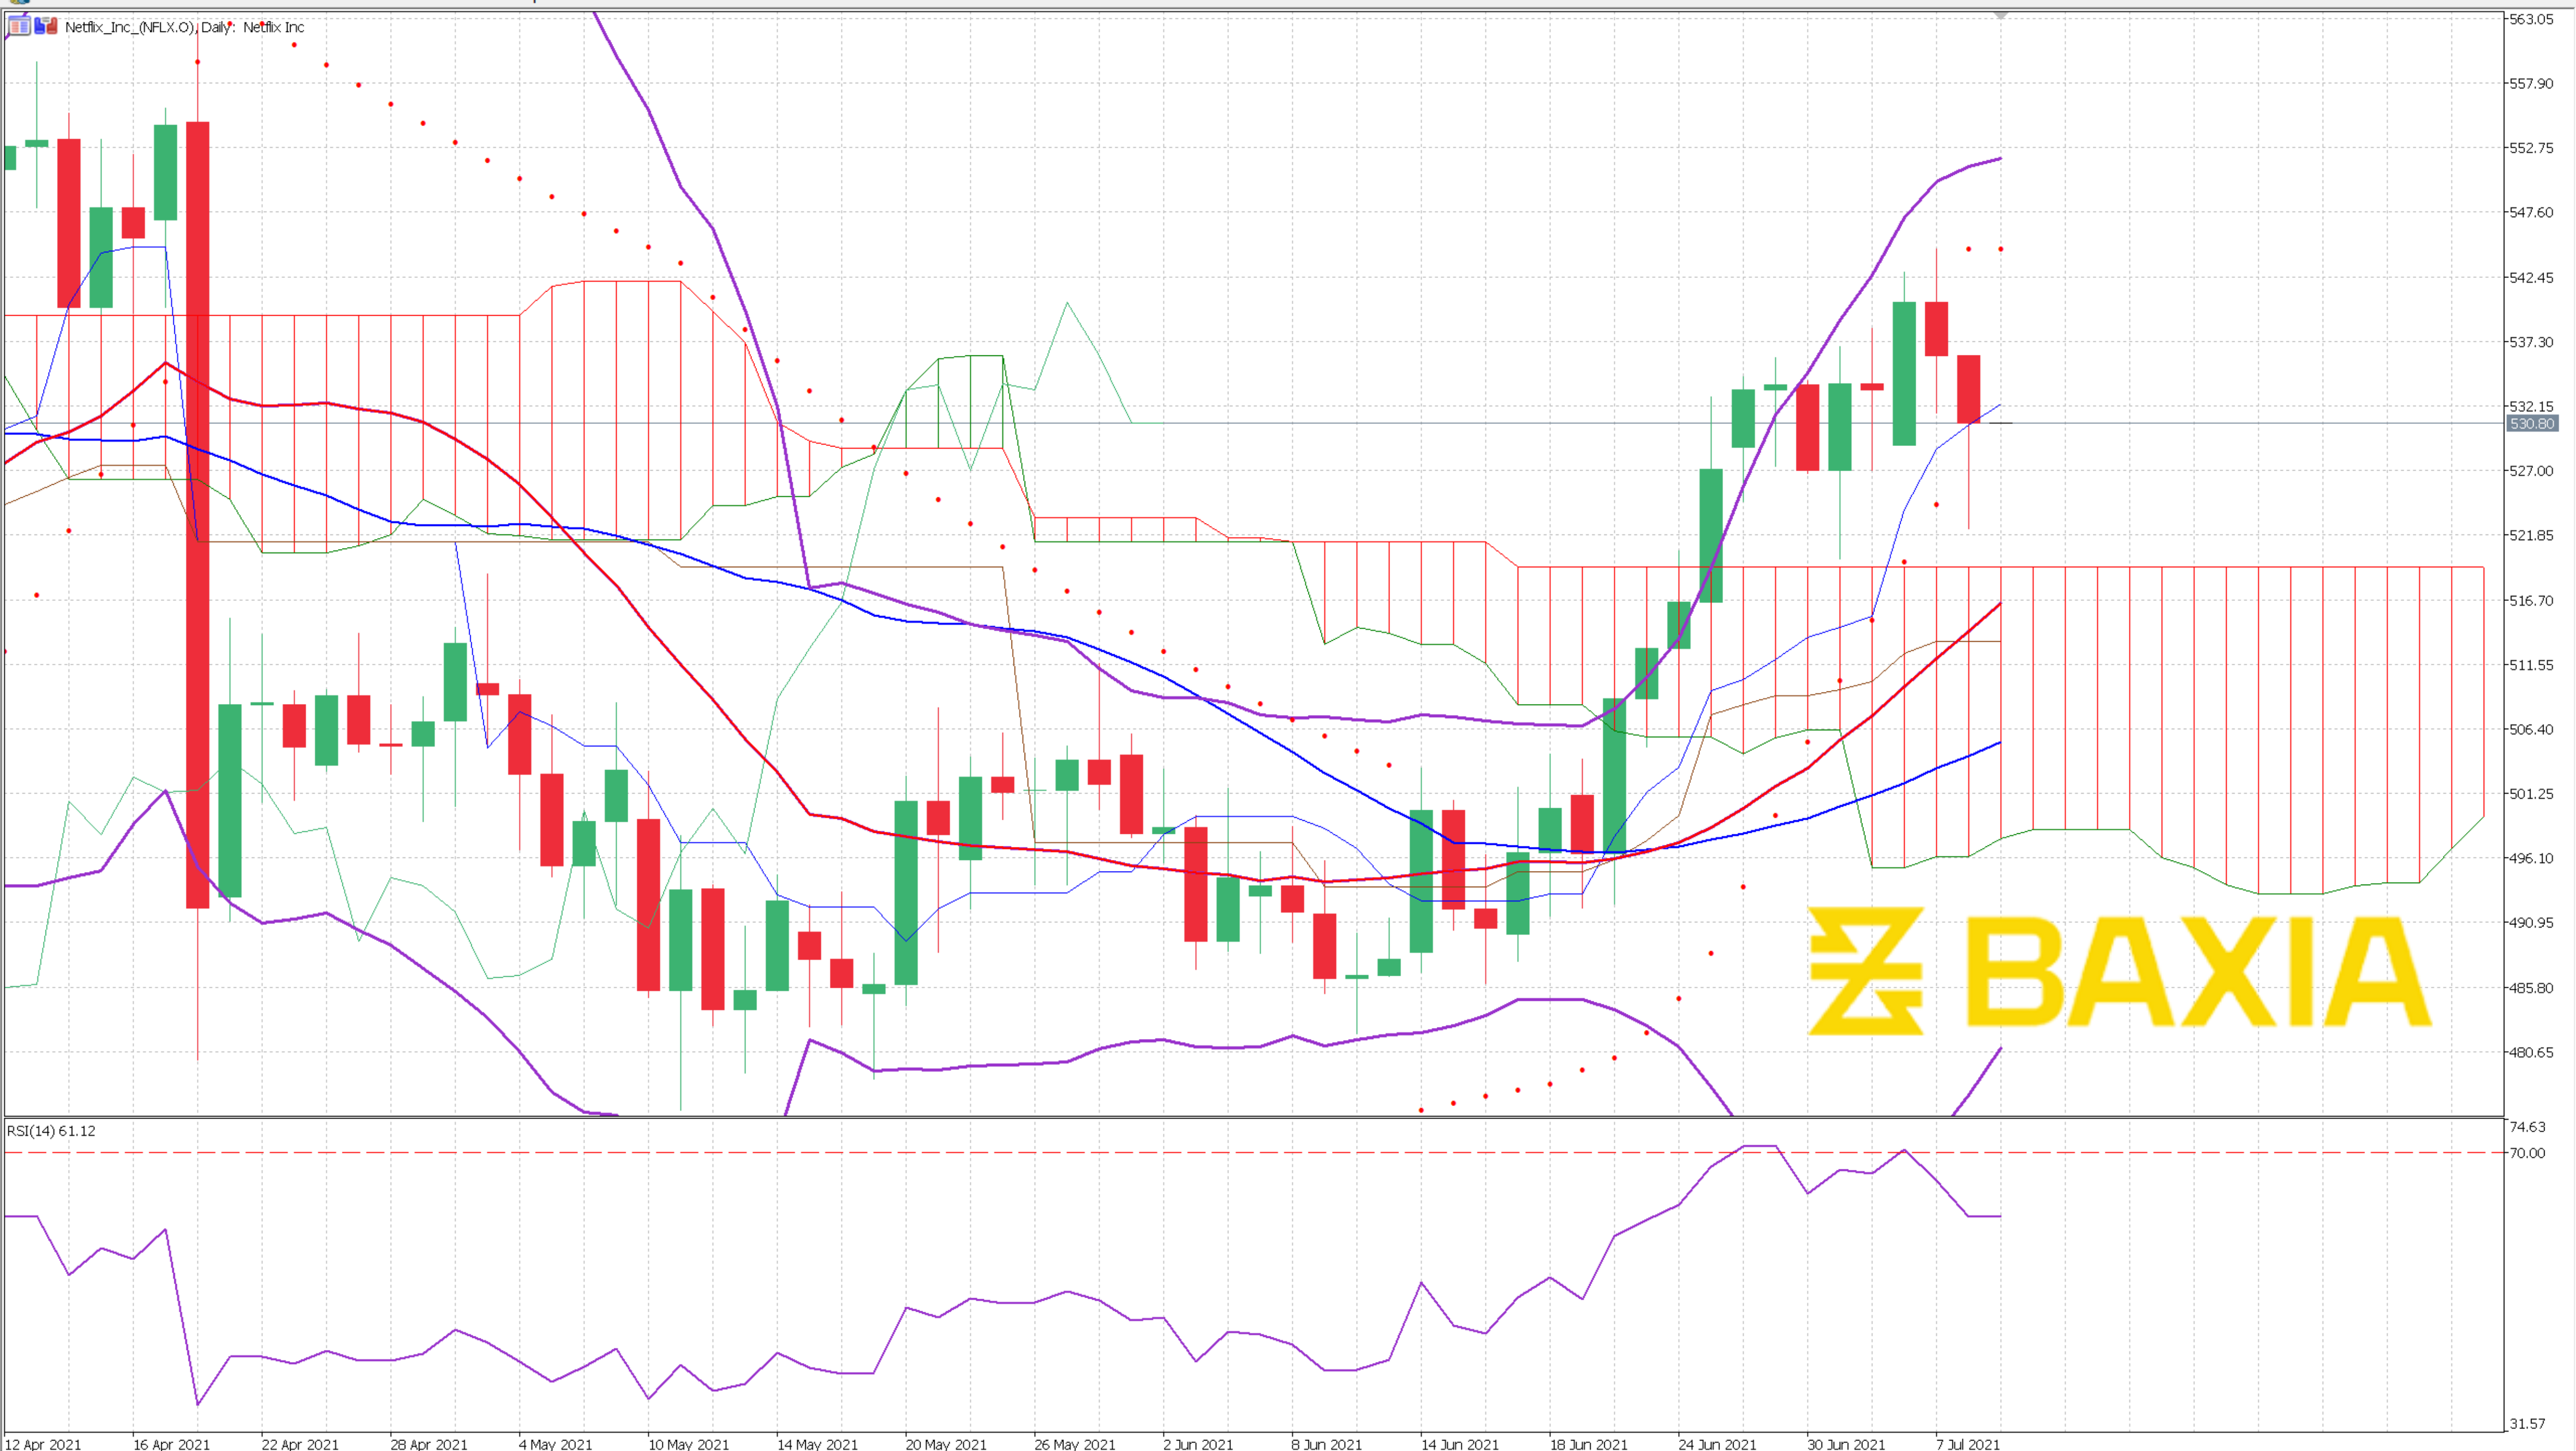 Netflix_Inc_(NFLX.O), Daily: Netflix Inc
563.05
557.90
552.75
547.60
542.45
537.30
532.15
530.80
527.00
521.85
516.70
511.55
506.40
501.25
496.10
490.95
485.80
480.65
BAXIA
RSI(14) 61.12
74.63
70.00
31.57
12 Apr 2021
16 Apr 2021
22 Apr 2021
28 Apr 2021
4 May 2021
10 May 2021
14 May 2021
20 May 2021
26 May 2021
2 Jun 2021
8 Jun 2021
14 Jun 2021
18 Jun 2021
24 Jun 2021
30 Jun 2021
7 Jul 2021